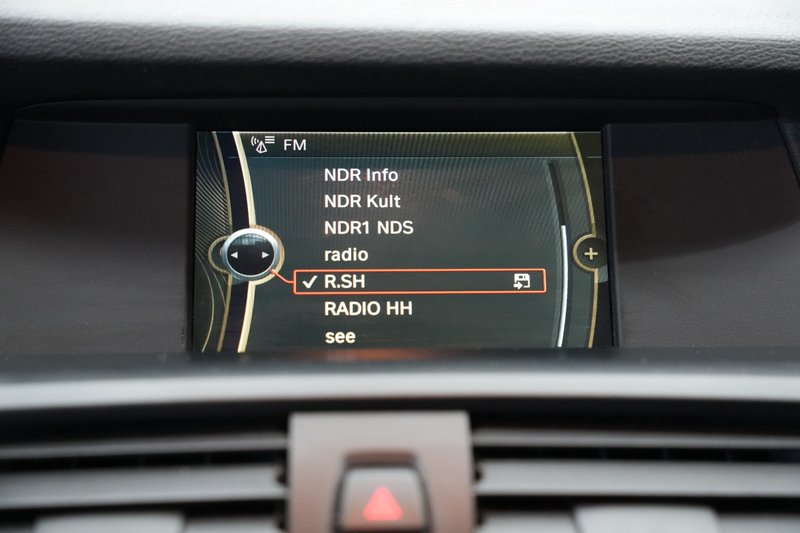 FM
NDR Info
NDR Kult
NDR1 NDS
radio
R.SH
RADIO HH
see